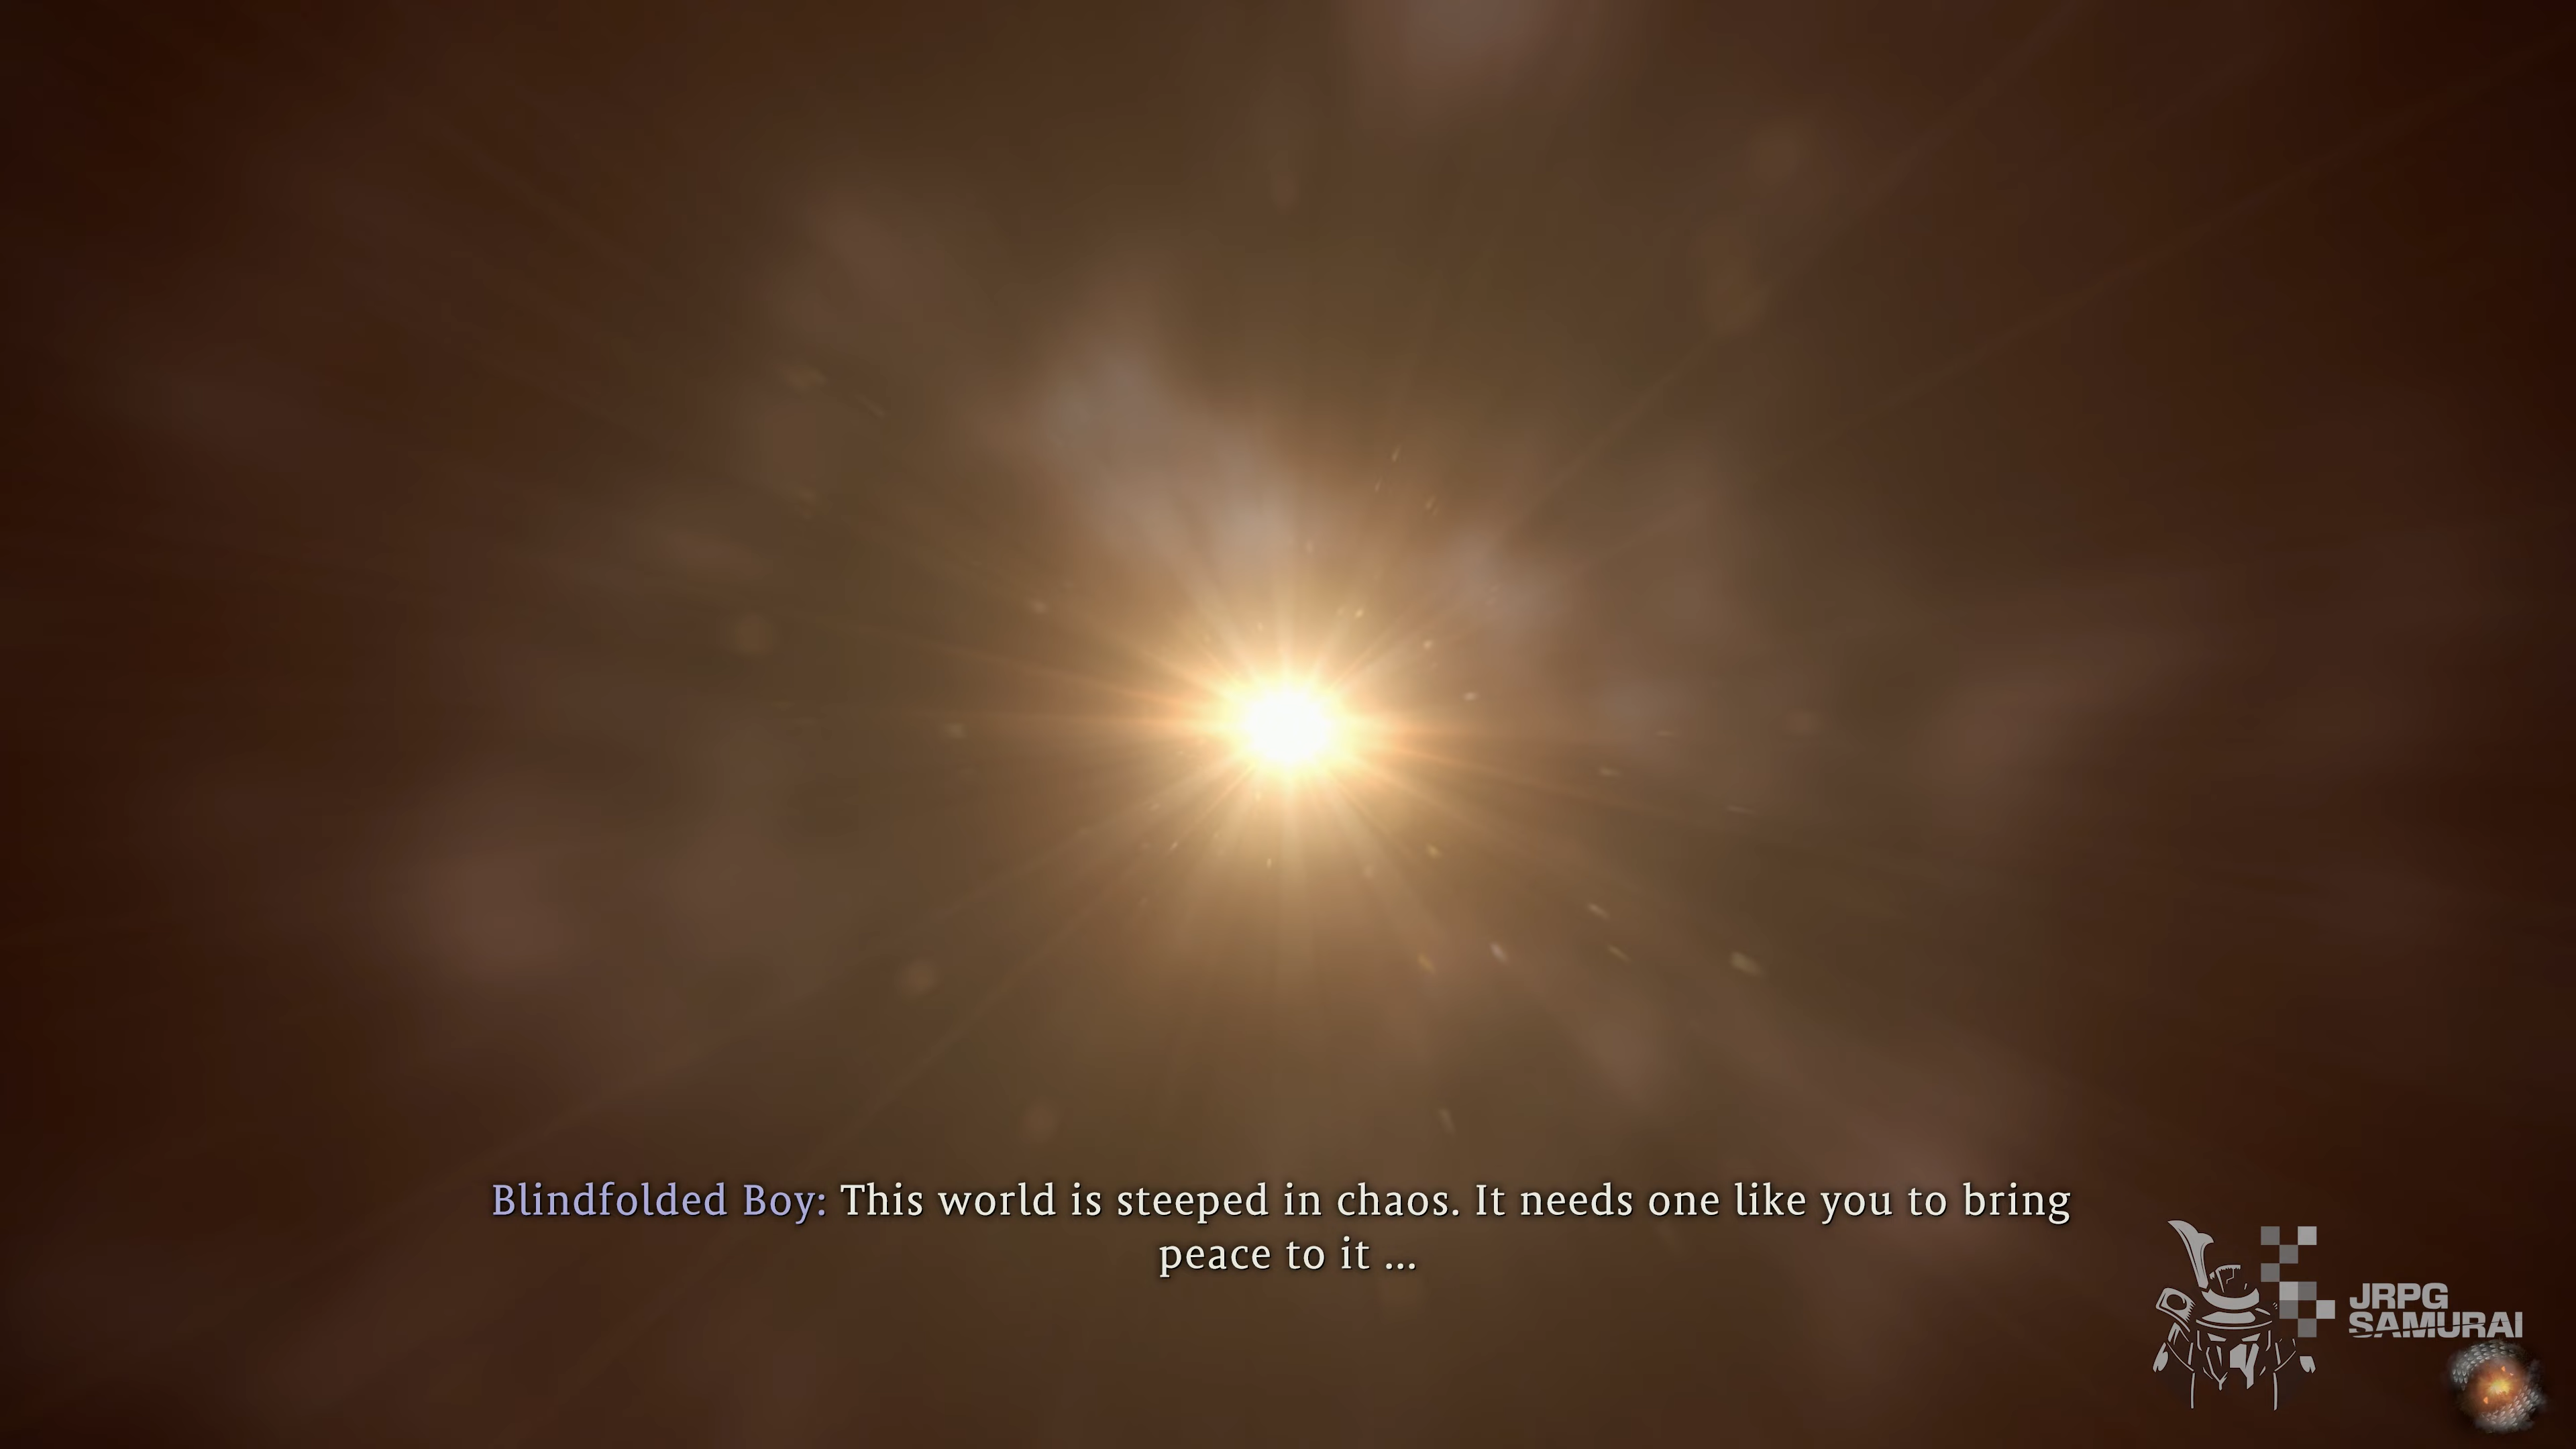 Blindfolded Boy: This world is steeped in chaos. It needs one like you to bring
peace to it ...
JRPG
SAMURAI